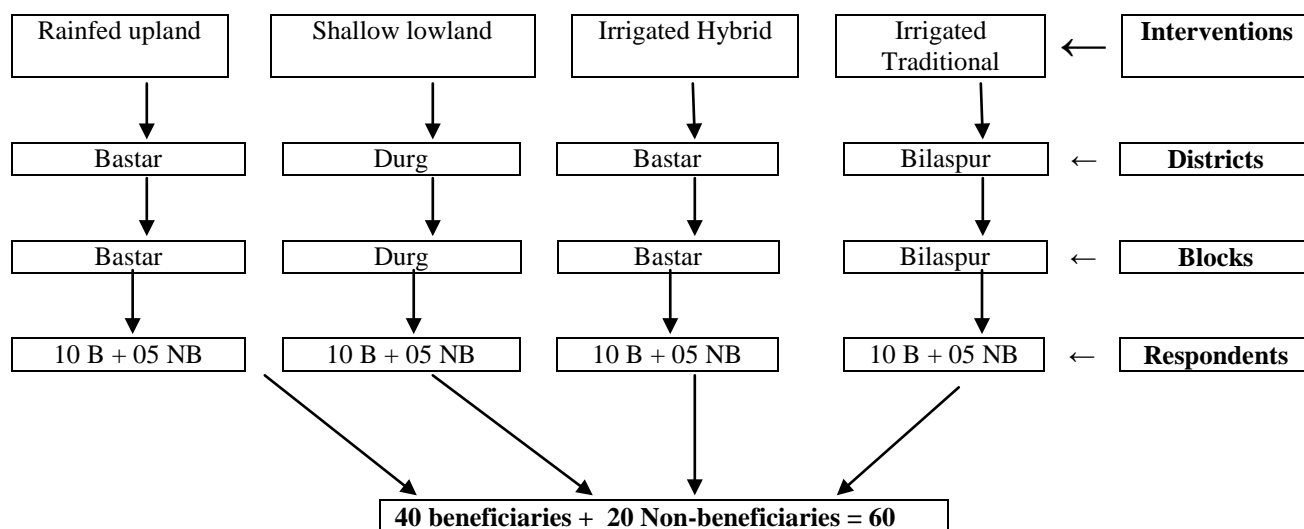 Rainfed upland
Shallow lowland
Irrigated Hybrid
Irrigated
Traditional
← Interventions
Bastar
Durg
Bastar
Bilaspur
← Districts
Bastar
Durg
Bastar
Bilaspur
← Blocks
10 B + 05 NB
10 B + 05 NB
10 B + 05 NB
10 B + 05 NB
← Respondents
40 beneficiaries + 20 Non-beneficiaries = 60